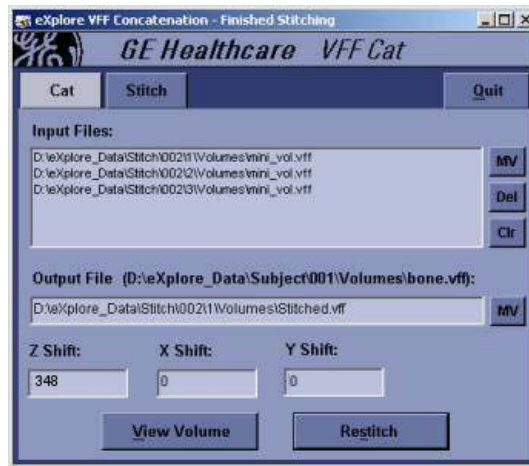 eXplore VFF Concatenation - Finished Stitching
GE Healthcare VFF Cat
Cat Stitch Quit
Input Files:
D:\eXplore_Data\Stitch\002\1\Volumes\mini_vol.vff
D:\eXplore_Data\Stitch\002\2\Volumes\mini_vol.vff
D:\eXplore_Data\Stitch\002\3\Volumes\mini_vol.vff
MV
Del
Clr
Output File (D:\eXplore_Data\Subject\001\Volumes\bone.vff):
D:\eXplore_Data\Stitch\002\1\Volumes\Stitched.vff
MV
Z Shift: X Shift: Y Shift:
348 0 0
View Volume Restitch